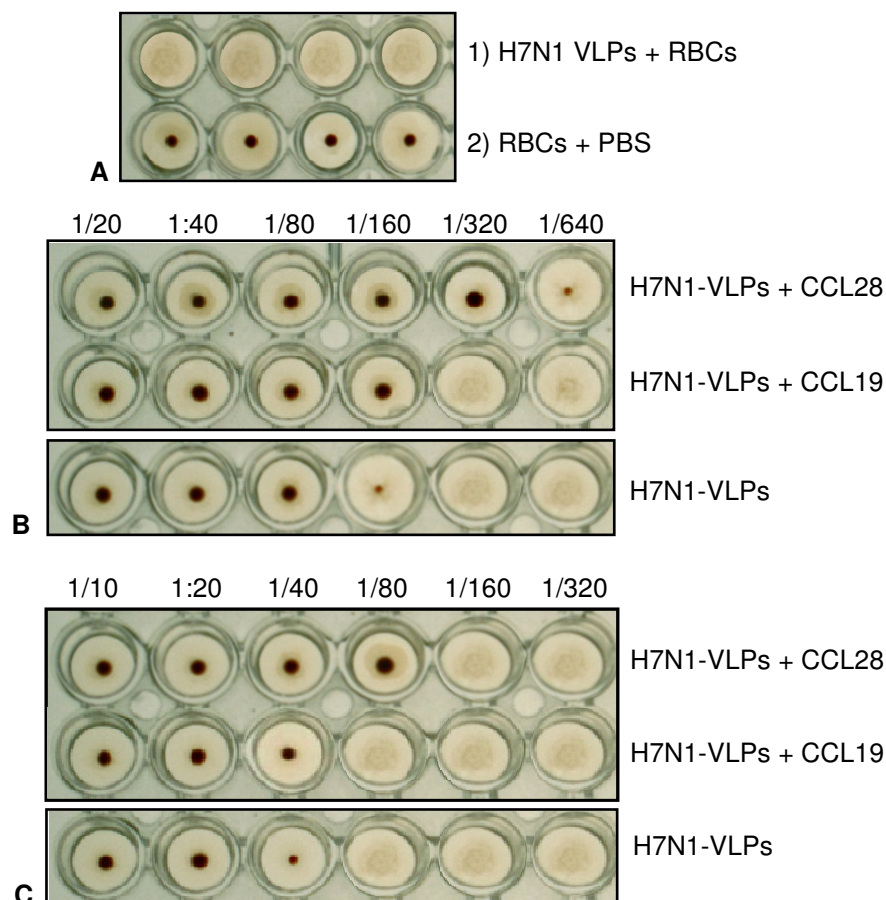 1) H7N1 VLPs + RBCs
2) RBCs + PBS
A
1/20 1:40 1/80 1/160 1/320 1/640
H7N1-VLPs + CCL28
H7N1-VLPs + CCL19
H7N1-VLPs
B
1/10 1:20 1/40 1/80 1/160 1/320
H7N1-VLPs + CCL28
H7N1-VLPs + CCL19
H7N1-VLPs
C